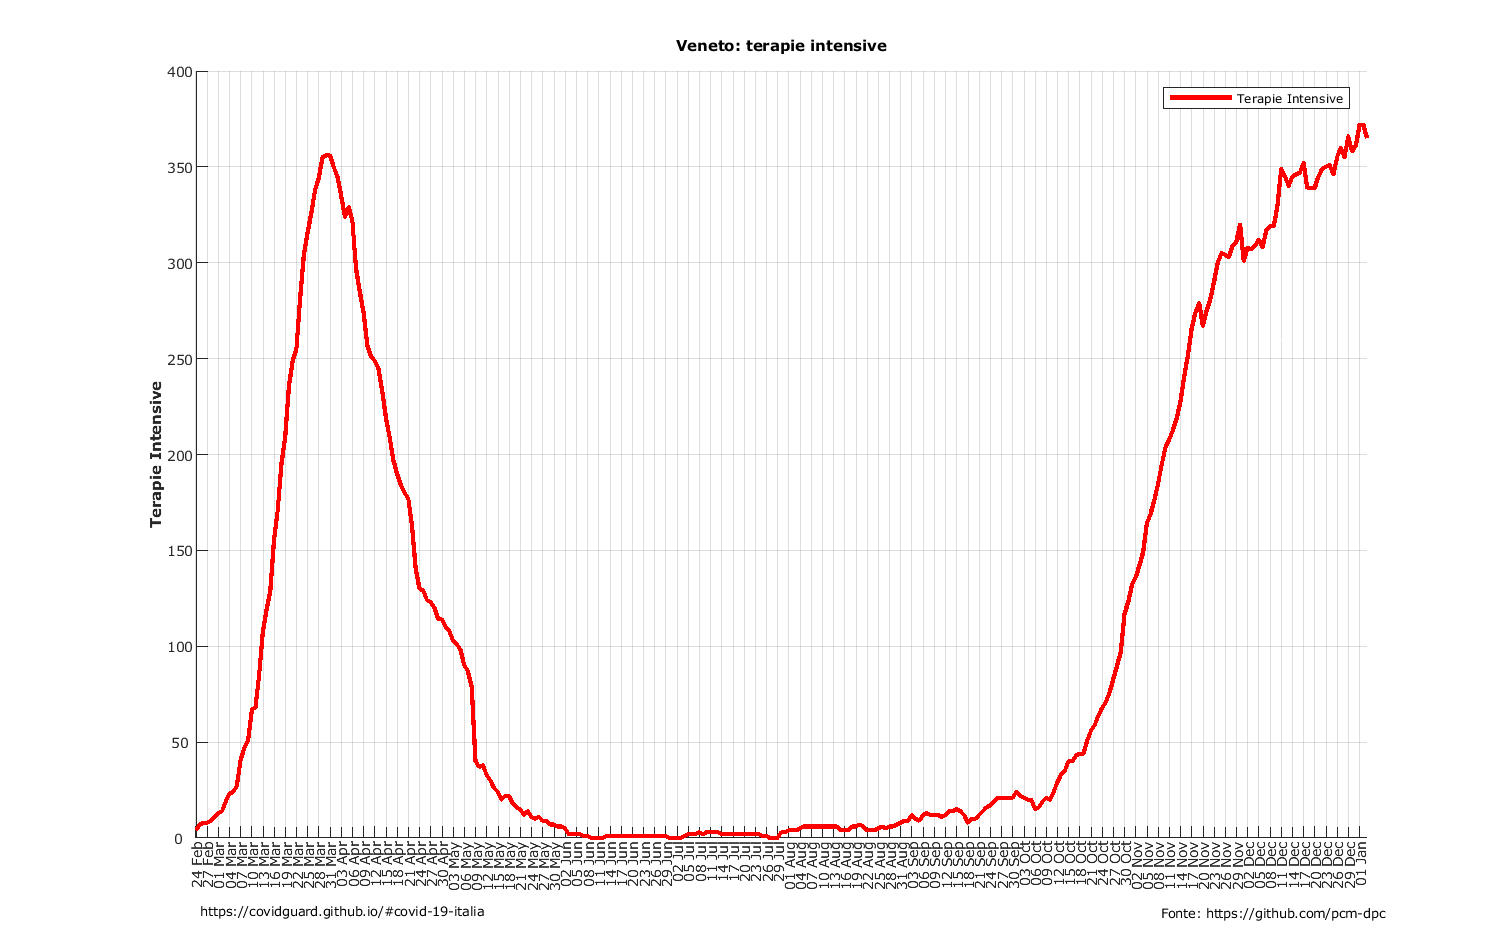 Veneto: terapie intensive
Terapie Intensive
Terapie Intensive
400
350
300
250
200
150
100
50
0
24 Feb
27 Feb
01 Mar
04 Mar
07 Mar
10 Mar
13 Mar
16 Mar
19 Mar
22 Mar
25 Mar
28 Mar
31 Mar
03 Apr
06 Apr
09 Apr
12 Apr
15 Apr
18 Apr
21 Apr
24 Apr
27 Apr
30 Apr
03 May
06 May
09 May
12 May
15 May
18 May
21 May
24 May
27 May
30 May
02 Jun
05 Jun
08 Jun
11 Jun
14 Jun
17 Jun
20 Jun
23 Jun
26 Jun
29 Jun
02 Jul
05 Jul
08 Jul
11 Jul
14 Jul
17 Jul
20 Jul
23 Jul
26 Jul
29 Jul
01 Aug
04 Aug
07 Aug
10 Aug
13 Aug
16 Aug
19 Aug
22 Aug
25 Aug
28 Aug
31 Aug
03 Sep
06 Sep
09 Sep
12 Sep
15 Sep
18 Sep
21 Sep
24 Sep
27 Sep
30 Sep
03 Oct
06 Oct
09 Oct
12 Oct
15 Oct
18 Oct
21 Oct
24 Oct
27 Oct
30 Oct
02 Nov
05 Nov
08 Nov
11 Nov
14 Nov
17 Nov
20 Nov
23 Nov
26 Nov
29 Nov
02 Dec
05 Dec
08 Dec
11 Dec
14 Dec
17 Dec
20 Dec
23 Dec
26 Dec
29 Dec
01 Jan
https://covidguard.github.io/#covid-19-italia
Fonte: https://github.com/pcm-dpc